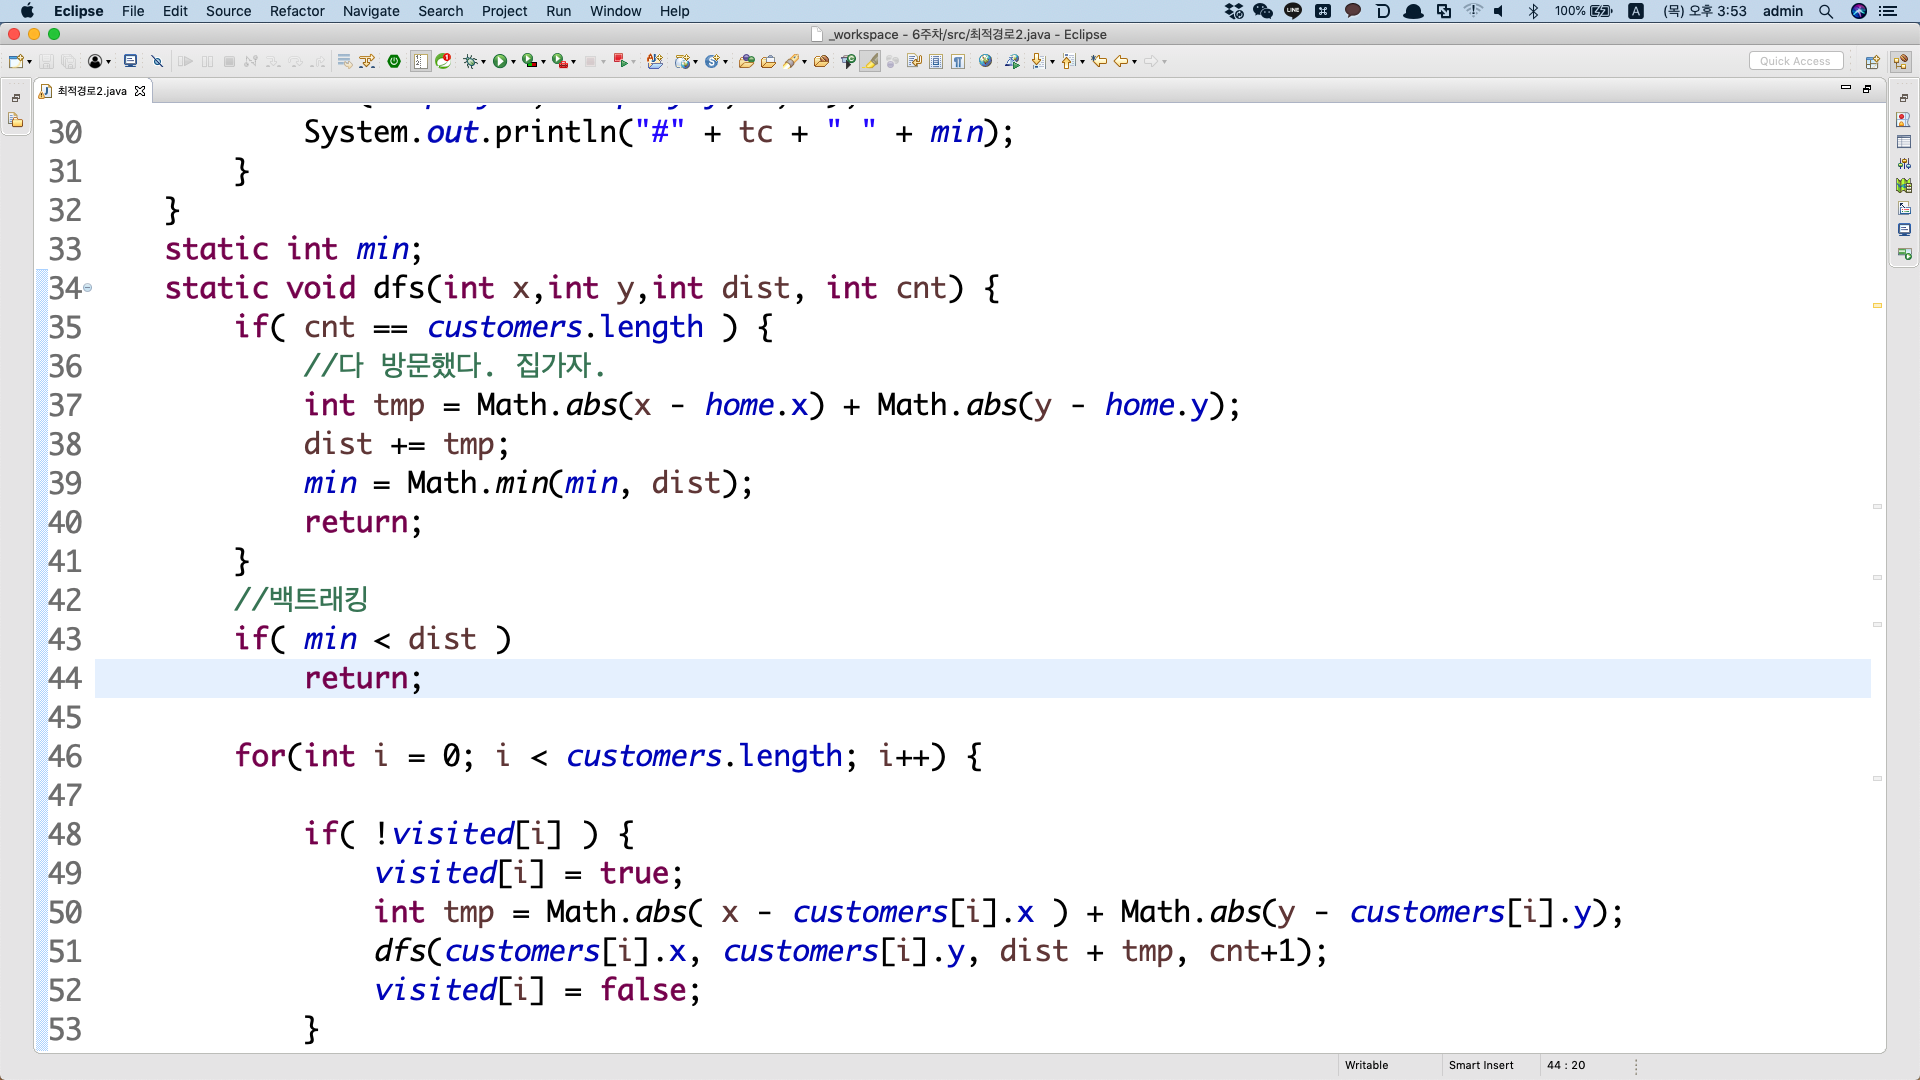 Eclipse File Edit Source Refactor Navigate Search Project Run Window Help 100% A (목) 오후 3:53 admin
_workspace - 6주차/src/최적경로2.java - Eclipse
Quick Access
최적경로2.java
30 System.out.println("#" + tc + " " + min);
31 }
32 }
33 static int min;
34 static void dfs(int x,int y,int dist, int cnt) {
35 if( cnt == customers.length ) {
36 //다 방문했다. 집가자.
37 int tmp = Math.abs(x - home.x) + Math.abs(y - home.y);
38 dist += tmp;
39 min = Math.min(min, dist);
40 return;
41 }
42 //백트래킹
43 if( min < dist )
44 return;
45
46 for(int i = 0; i < customers.length; i++) {
47
48 if( !visited[i] ) {
49 visited[i] = true;
50 int tmp = Math.abs( x - customers[i].x ) + Math.abs(y - customers[i].y);
51 dfs(customers[i].x, customers[i].y, dist + tmp, cnt+1);
52 visited[i] = false;
53 }
Writable Smart Insert 44 : 20